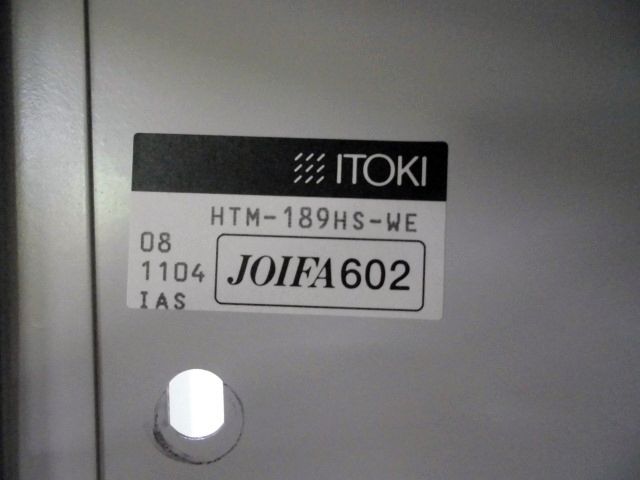 ITOKI
HTM-189HS-WE
08
1104
IAS
JOIFA602